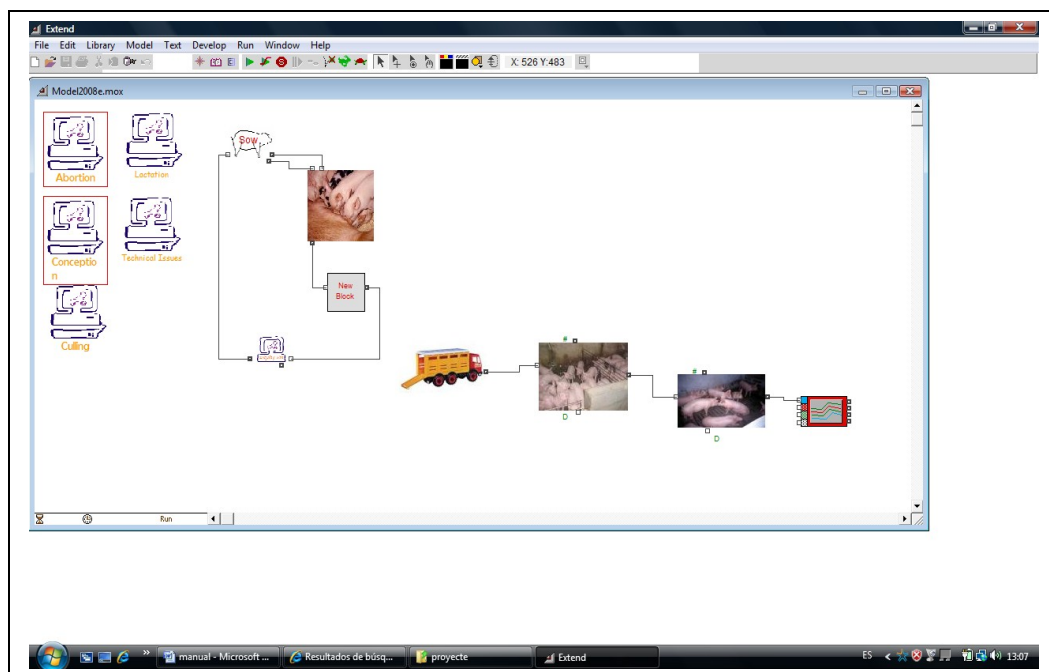 Extend
File Edit Library Model Text Develop Run Window Help
X: 526 Y:483
Model2008e.mox
Abortion
Lactation
Conceptio
n
Technical Issues
Culling
Sow
New
Block
#
D
#
D
Run
manual - Microsoft ...
Resultados de búsq...
proyecte
Extend
ES
13:07